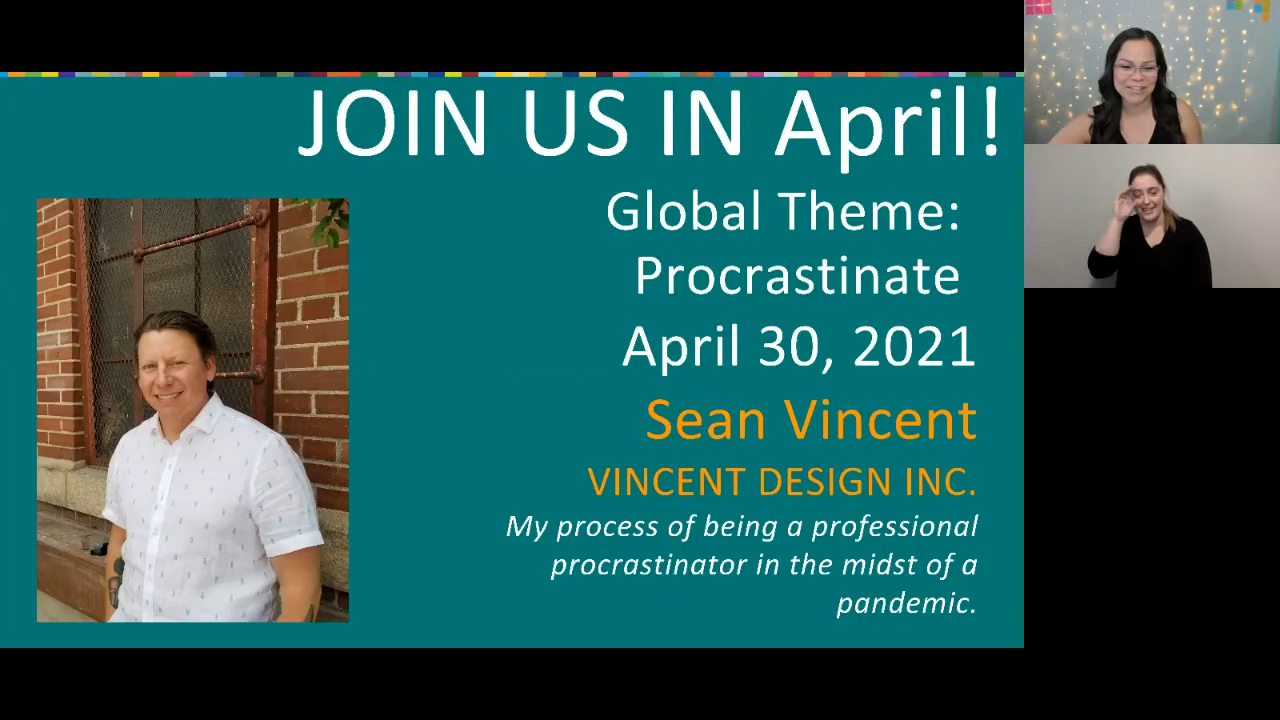 JOIN US IN April!
Global Theme:
Procrastinate
April 30, 2021
Sean Vincent
VINCENT DESIGN INC.
My process of being a professional
procrastinator in the midst of a
pandemic.